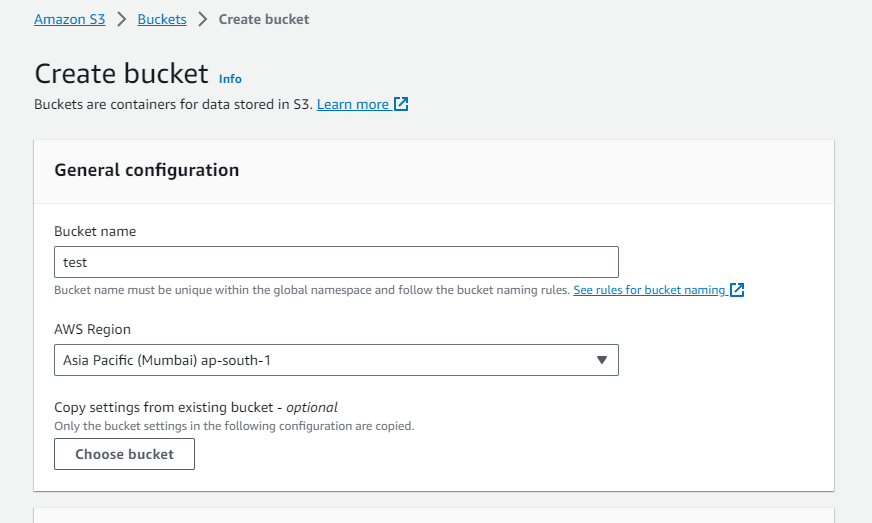 Amazon S3 > Buckets > Create bucket
Create bucket Info
Buckets are containers for data stored in S3. Learn more
General configuration
Bucket name
test
Bucket name must be unique within the global namespace and follow the bucket naming rules. See rules for bucket naming
AWS Region
Asia Pacific (Mumbai) ap-south-1
Copy settings from existing bucket - optional
Only the bucket settings in the following configuration are copied.
Choose bucket